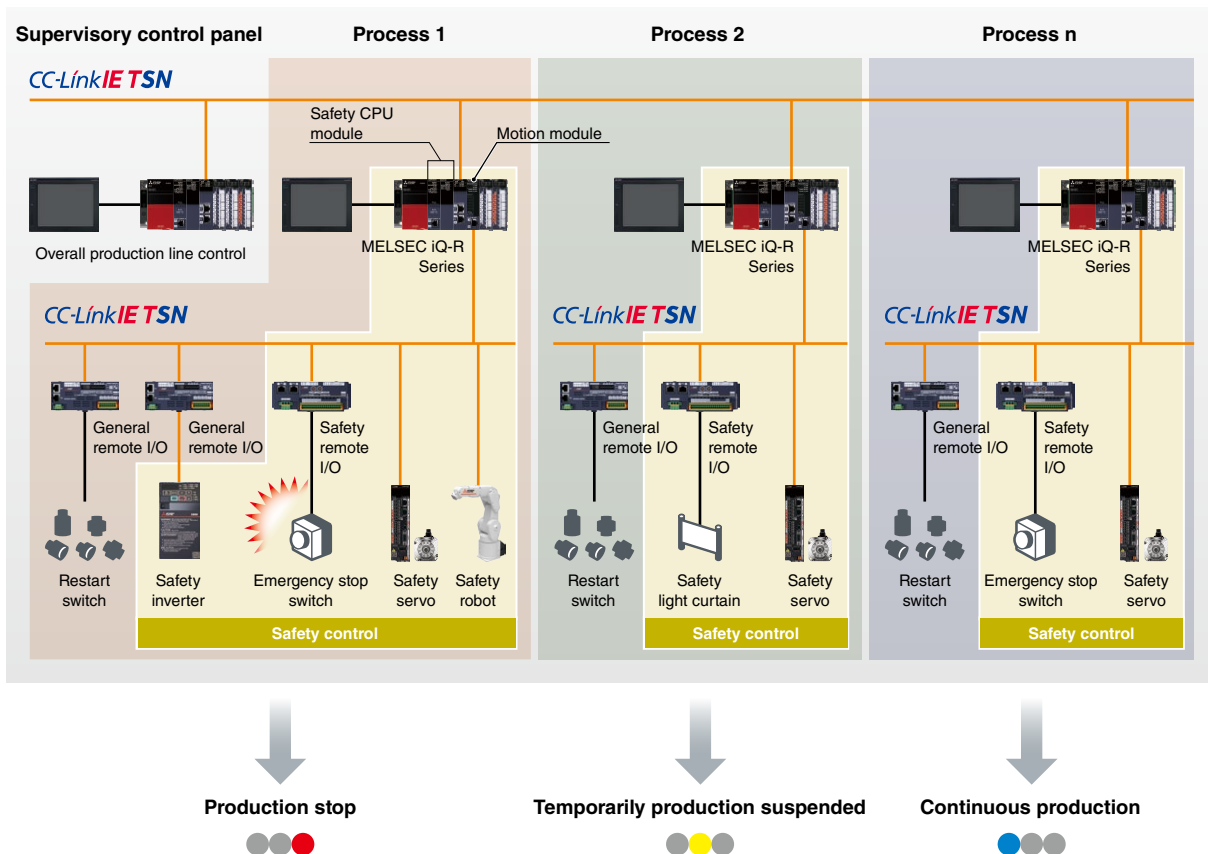 Supervisory control panel
Process 1
Process 2
Process n
CC-Link IE TSN
Safety CPU
module
Motion module
Overall production line control
MELSEC iQ-R
Series
MELSEC iQ-R
Series
MELSEC iQ-R
Series
CC-Link IE TSN
CC-Link IE TSN
CC-Link IE TSN
General
remote I/O
General
remote I/O
Safety
remote
I/O
General
remote I/O
Safety
remote
I/O
General
remote I/O
Safety
remote
I/O
Restart
switch
Safety
inverter
Emergency stop
switch
Safety
servo
Safety
robot
Restart
switch
Safety
light curtain
Safety
servo
Restart
switch
Emergency stop
switch
Safety
servo
Safety control
Safety control
Safety control
Production stop
Temporarily production suspended
Continuous production